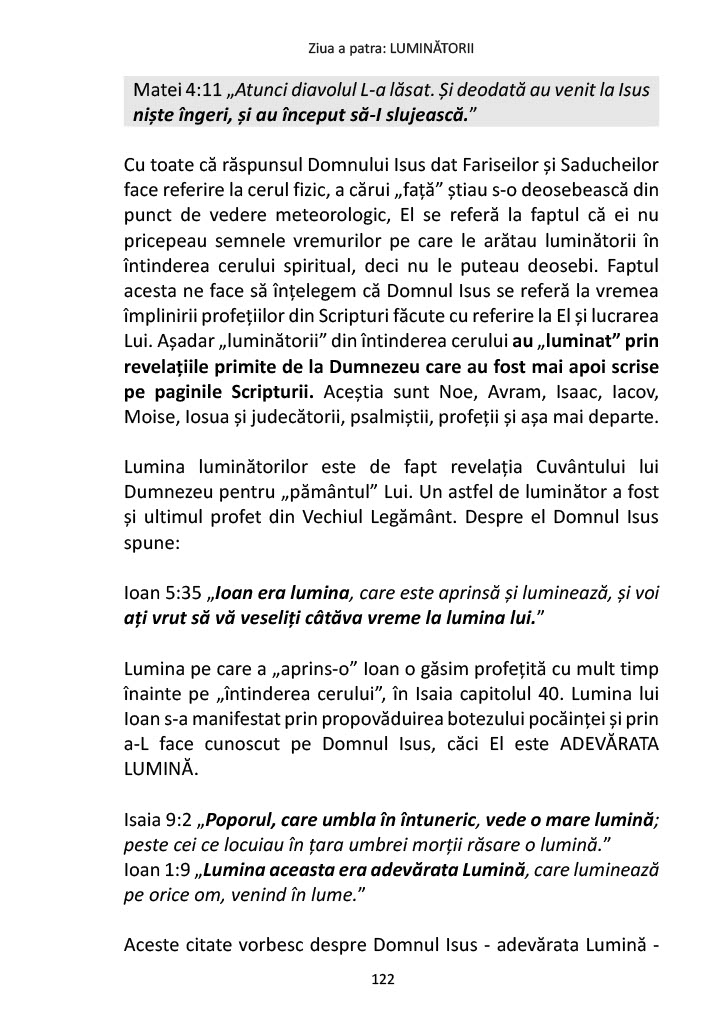 Ziua a patra: LUMINĂTORII
Matei 4:11 „Atunci diavolul L-a lăsat. Și deodată au venit la Isus
niște îngeri, și au început să-I slujească.”
Cu toate că răspunsul Domnului Isus dat Fariseilor și Saducheilor
face referire la cerul fizic, a cărui „față” știau s-o deosebească din
punct de vedere meteorologic, El se referă la faptul că ei nu
pricepeau semnele vremurilor pe care le arătau luminătorii în
întinderea cerului spiritual, deci nu le puteau deosebi. Faptul
acesta ne face să înțelegem că Domnul Isus se referă la vremea
împlinirii profețiilor din Scripturi făcute cu referire la El și lucrarea
Lui. Așadar „luminătorii” din întinderea cerului au „luminat” prin
revelațiile primite de la Dumnezeu care au fost mai apoi scrise
pe paginile Scripturii. Aceștia sunt Noe, Avram, Isaac, Iacov,
Moise, Iosua și judecătorii, psalmiștii, profeții și așa mai departe.
Lumina luminătorilor este de fapt revelația Cuvântului lui
Dumnezeu pentru „pământul” Lui. Un astfel de luminător a fost
și ultimul profet din Vechiul Legământ. Despre el Domnul Isus
spune:
Ioan 5:35 „Ioan era lumina, care este aprinsă și luminează, și voi
ați vrut să vă veseliți câtăva vreme la lumina lui.”
Lumina pe care a „aprins-o” Ioan o găsim profețită cu mult timp
înainte pe „întinderea cerului”, în Isaia capitolul 40. Lumina lui
Ioan s-a manifestat prin propovăduirea botezului pocăinței și prin
a-L face cunoscut pe Domnul Isus, căci El este ADEVĂRATA
LUMINĂ.
Isaia 9:2 „Poporul, care umbla în întuneric, vede o mare lumină;
peste cei ce locuiau în țara umbrei morții răsare o lumină.”
Ioan 1:9 „Lumina aceasta era adevărata Lumină, care luminează
pe orice om, venind în lume.”
Aceste citate vorbesc despre Domnul Isus - adevărata Lumină -
122